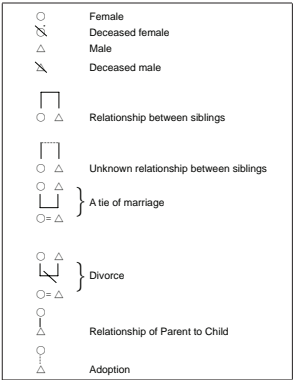 Female
Deceased female
Male
Deceased male
Relationship between siblings
Unknown relationship between siblings
A tie of marriage
=
Divorce
=
Relationship of Parent to Child
Adoption